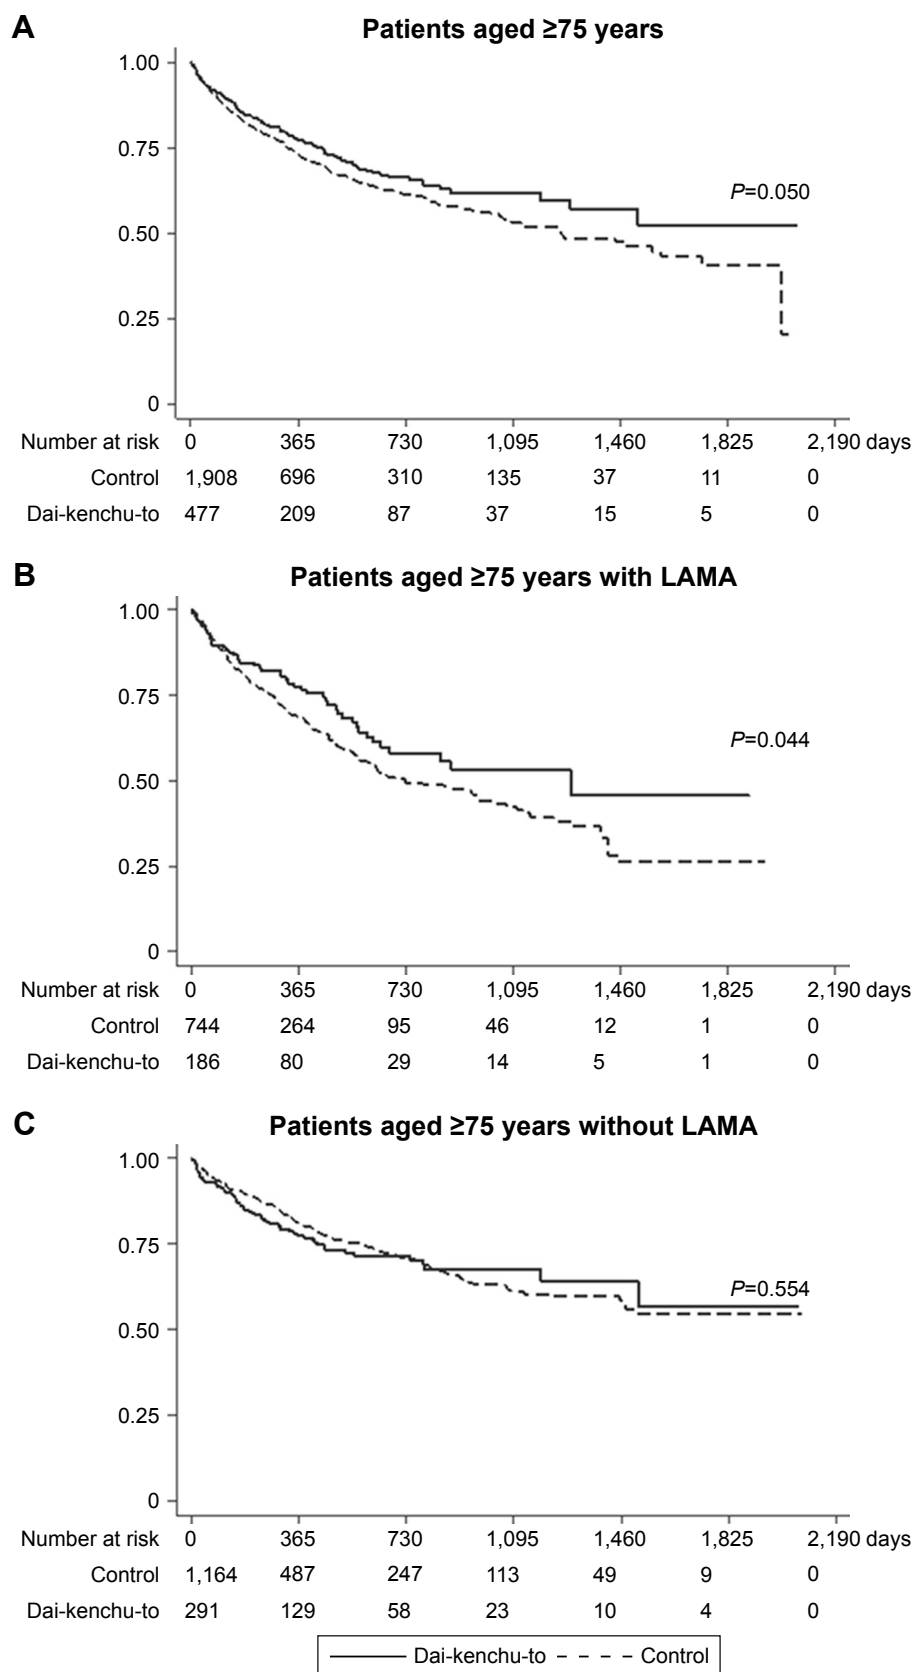 A Patients aged ≥75 years
1.00
0.75
P=0.050
0.50
0.25
0
Number at risk 0 365 730 1,095 1,460 1,825 2,190 days
Control 1,908 696 310 135 37 11 0
Dai-kenchu-to 477 209 87 37 15 5 0
B Patients aged ≥75 years with LAMA
1.00
0.75
P=0.044
0.50
0.25
0
Number at risk 0 365 730 1,095 1,460 1,825 2,190 days
Control 744 264 95 46 12 1 0
Dai-kenchu-to 186 80 29 14 5 1 0
C Patients aged ≥75 years without LAMA
1.00
0.75
P=0.554
0.50
0.25
0
Number at risk 0 365 730 1,095 1,460 1,825 2,190 days
Control 1,164 487 247 113 49 9 0
Dai-kenchu-to 291 129 58 23 10 4 0
Dai-kenchu-to Control